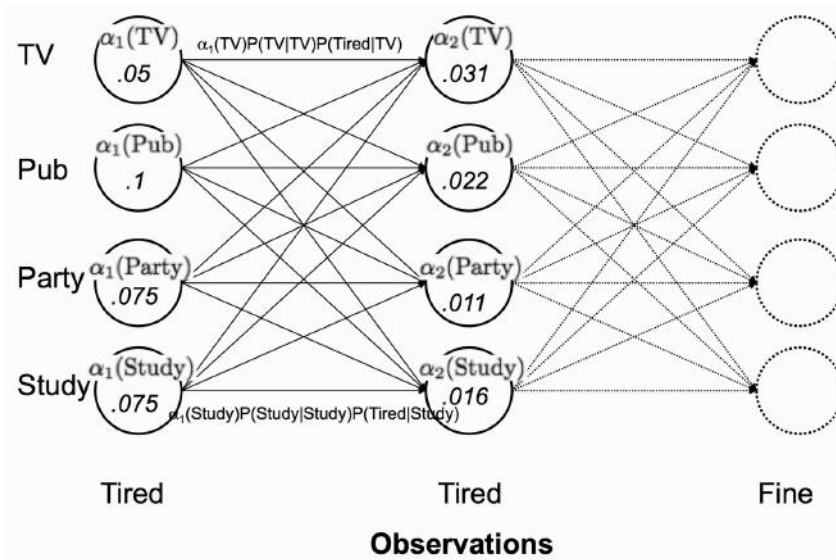 TV
α₁(TV)
.05
α₁(TV)P(TV|TV)P(Tired|TV)
α₂(TV)
.031
Pub
α₁(Pub)
.1
α₂(Pub)
.022
Party
α₁(Party)
.075
α₂(Party)
.011
Study
α₁(Study)
.075
α₂(Study)
.016
α₁(Study)P(Study|Study)P(Tired|Study)
Tired
Tired
Fine
Observations